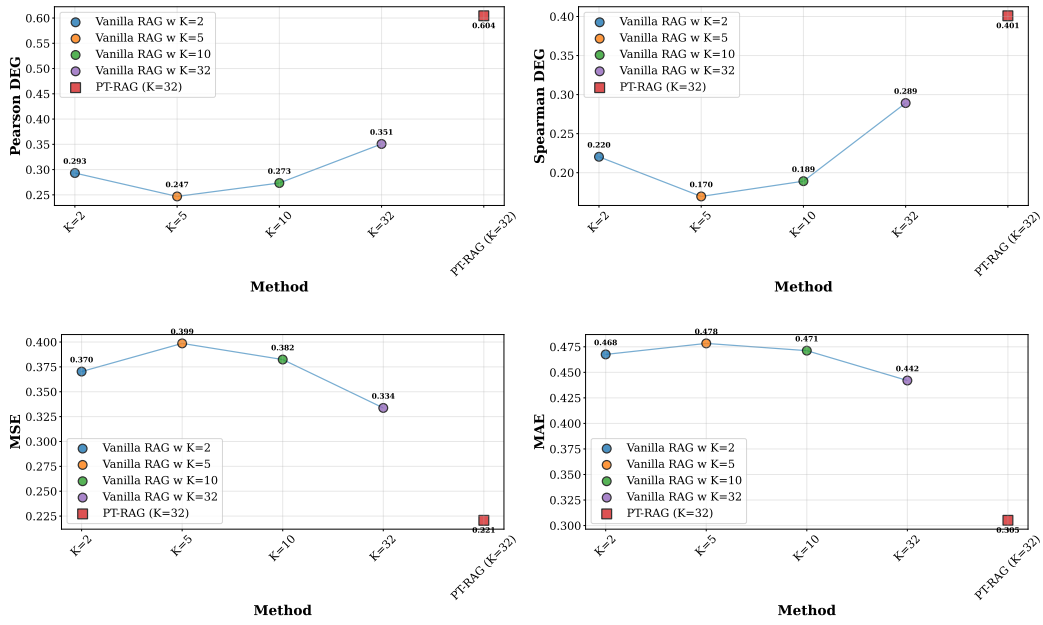 Pearson DEG
0.60
0.55
0.50
0.45
0.40
0.35
0.30
0.25
Vanilla RAG w K=2
Vanilla RAG w K=5
Vanilla RAG w K=10
Vanilla RAG w K=32
PT-RAG (K=32)
0.293
0.247
0.273
0.351
0.604
K=2
K=5
K=10
K=32
PT-RAG (K=32)
Method
Spearman DEG
0.40
0.35
0.30
0.25
0.20
Vanilla RAG w K=2
Vanilla RAG w K=5
Vanilla RAG w K=10
Vanilla RAG w K=32
PT-RAG (K=32)
0.220
0.170
0.189
0.289
0.401
K=2
K=5
K=10
K=32
PT-RAG (K=32)
Method
MSE
0.400
0.375
0.350
0.325
0.300
0.275
0.250
0.225
0.370
0.399
0.382
0.334
0.221
Vanilla RAG w K=2
Vanilla RAG w K=5
Vanilla RAG w K=10
Vanilla RAG w K=32
PT-RAG (K=32)
K=2
K=5
K=10
K=32
PT-RAG (K=32)
Method
MAE
0.475
0.450
0.425
0.400
0.375
0.350
0.325
0.300
0.468
0.478
0.471
0.442
0.305
Vanilla RAG w K=2
Vanilla RAG w K=5
Vanilla RAG w K=10
Vanilla RAG w K=32
PT-RAG (K=32)
K=2
K=5
K=10
K=32
PT-RAG (K=32)
Method